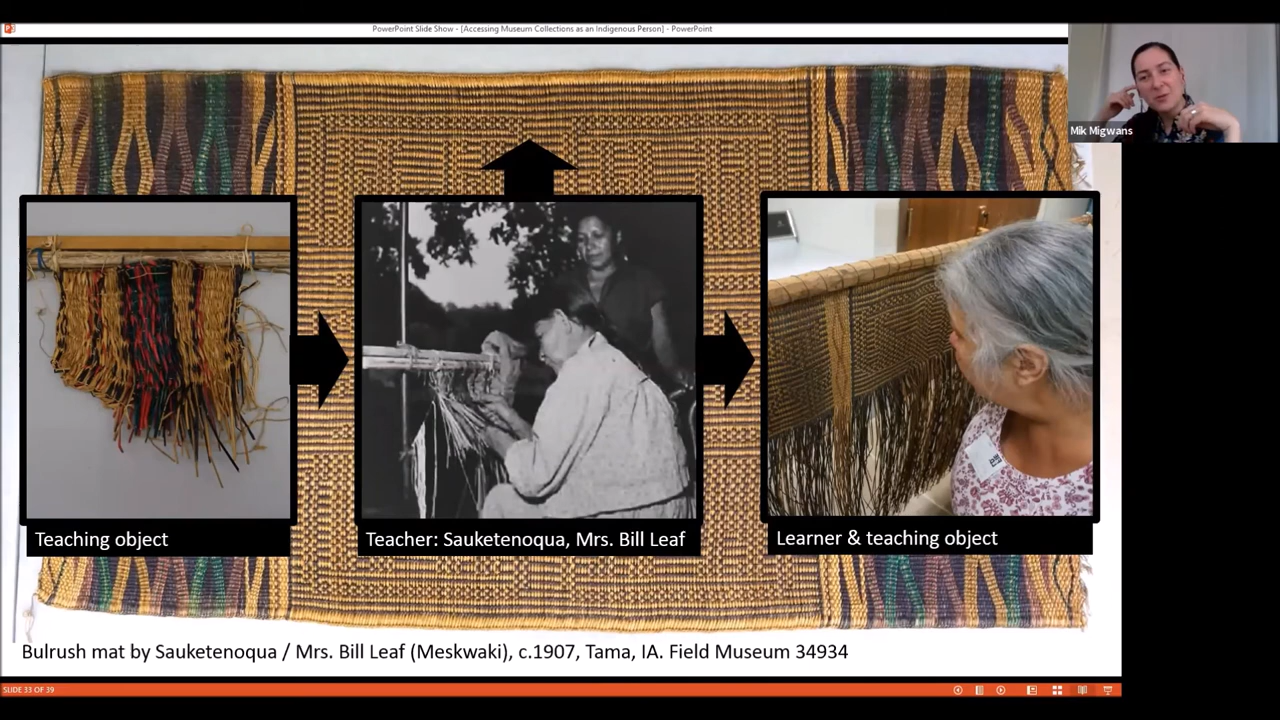 PowerPoint Slide Show - [Accessing Museum Collections as an Indigenous Person] - PowerPoint
Mik Migwans
Teaching object
Teacher: Sauketenoqua, Mrs. Bill Leaf
Learner & teaching object
Bulrush mat by Sauketenoqua / Mrs. Bill Leaf (Meskwaki), c.1907, Tama, IA. Field Museum 34934
SLIDE 33 OF 39